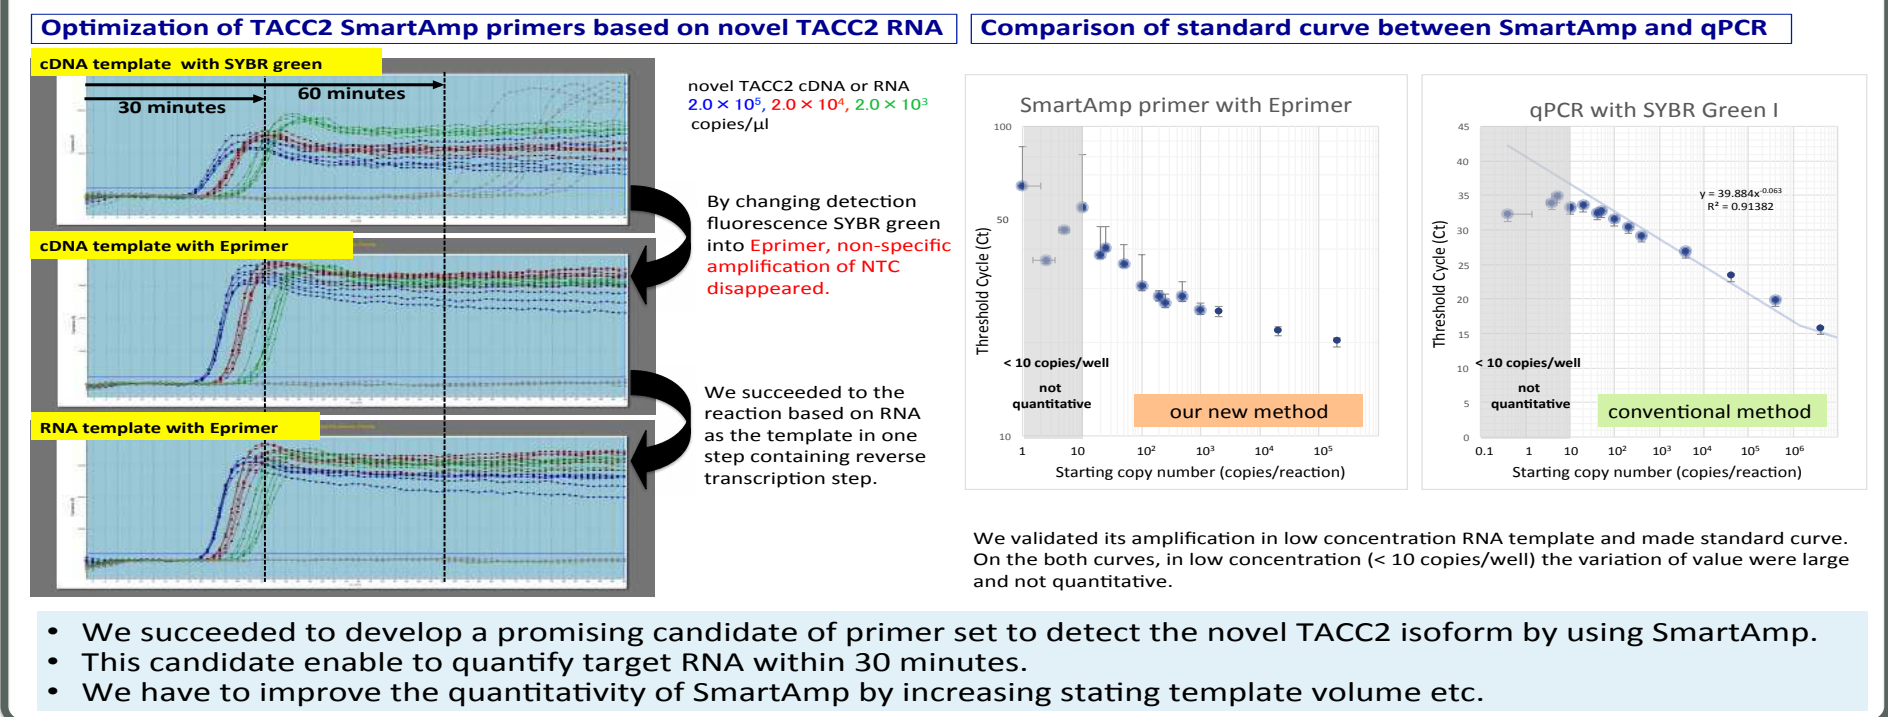 Optimization of TACC2 SmartAmp primers based on novel TACC2 RNA
cDNA template with SYBR green
30 minutes
60 minutes
novel TACC2 cDNA or RNA
2.0 × 10⁵, 2.0 × 10⁴, 2.0 × 10³
copies/μl
By changing detection
fluorescence SYBR green
into Eprimer, non-specific
amplification of NTC
disappeared.
cDNA template with Eprimer
We succeeded to the
reaction based on RNA
as the template in one
step containing reverse
transcription step.
RNA template with Eprimer
Comparison of standard curve between SmartAmp and qPCR
SmartAmp primer with Eprimer
Threshold Cycle (Ct)
100
50
10
< 10 copies/well
not
quantitative
our new method
1 10 10² 10³ 10⁴ 10⁵
Starting copy number (copies/reaction)
qPCR with SYBR Green I
Threshold Cycle (Ct)
45
40
35
30
25
20
15
10
5
0
y = 39.884x⁻⁰·⁰⁶³
R² = 0.91382
< 10 copies/well
not
quantitative
conventional method
0.1 1 10 10² 10³ 10⁴ 10⁵ 10⁶
Starting copy number (copies/reaction)
We validated its amplification in low concentration RNA template and made standard curve.
On the both curves, in low concentration (< 10 copies/well) the variation of value were large
and not quantitative.
• We succeeded to develop a promising candidate of primer set to detect the novel TACC2 isoform by using SmartAmp.
• This candidate enable to quantify target RNA within 30 minutes.
• We have to improve the quantitativity of SmartAmp by increasing stating template volume etc.